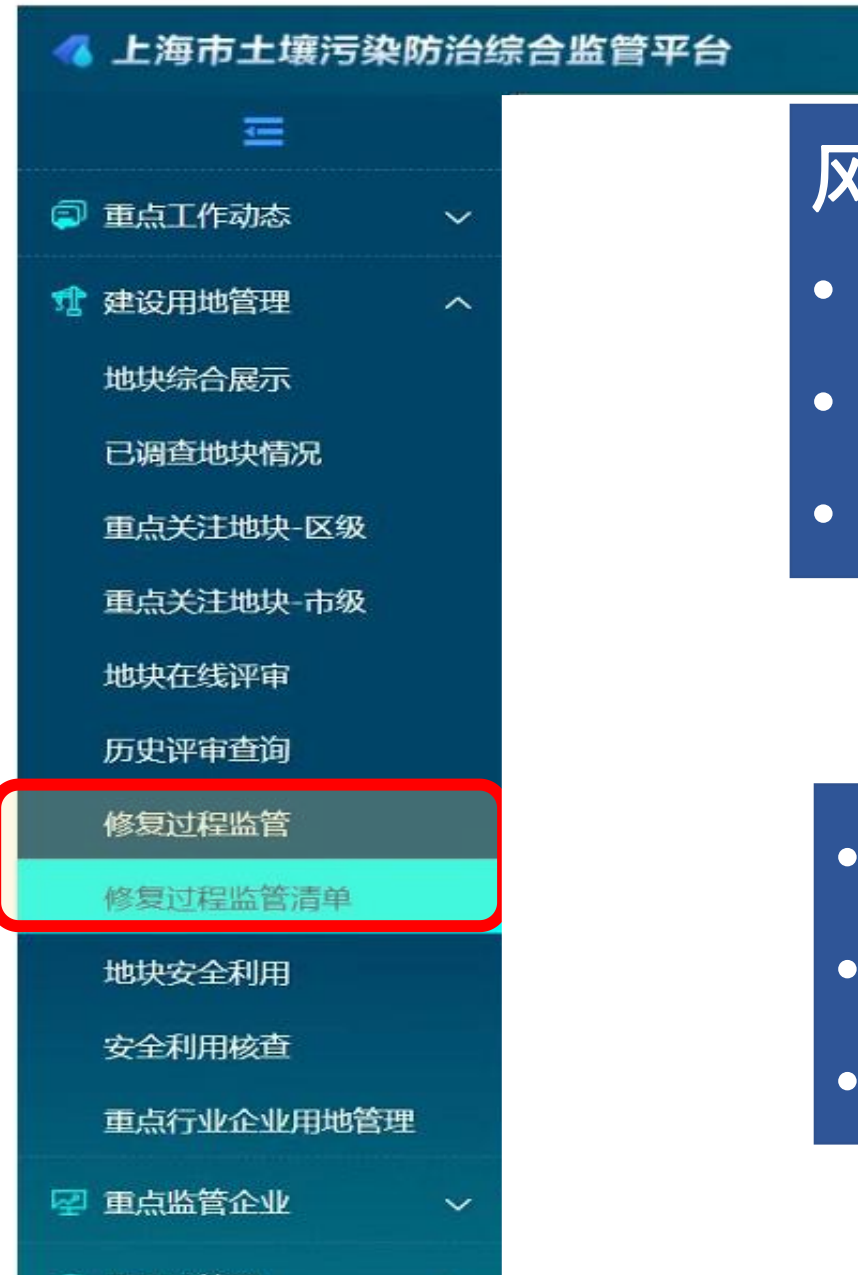 上海市土壤污染防治综合监管平台
重点工作动态
建设用地管理
地块综合展示
已调查地块情况
重点关注地块-区级
重点关注地块-市级
地块在线评审
历史评审查询
修复过程监管
修复过程监管清单
地块安全利用
安全利用核查
重点行业企业用地管理
重点监管企业
•
•
•
•
•
•